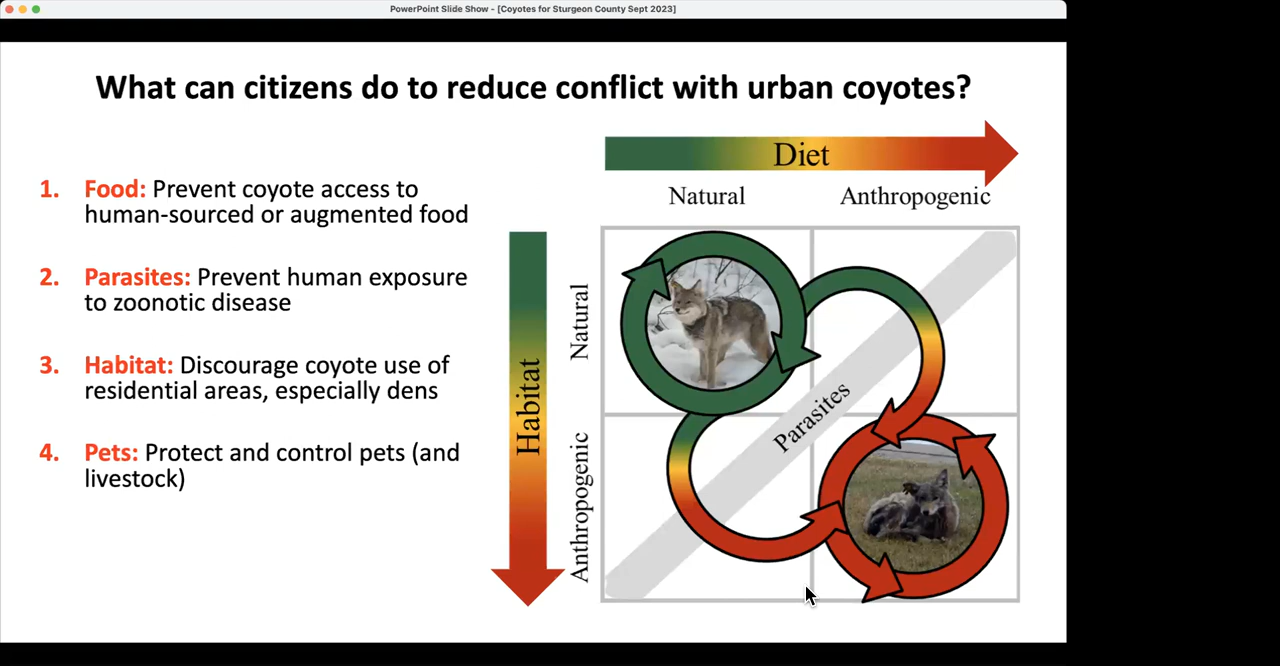 PowerPoint Slide Show - [Coyotes for Sturgeon County Sept 2023]
What can citizens do to reduce conflict with urban coyotes?
1. Food: Prevent coyote access to
human-sourced or augmented food
2. Parasites: Prevent human exposure
to zoonotic disease
3. Habitat: Discourage coyote use of
residential areas, especially dens
4. Pets: Protect and control pets (and
livestock)
Diet
Natural
Anthropogenic
Habitat
Natural
Anthropogenic
Parasites